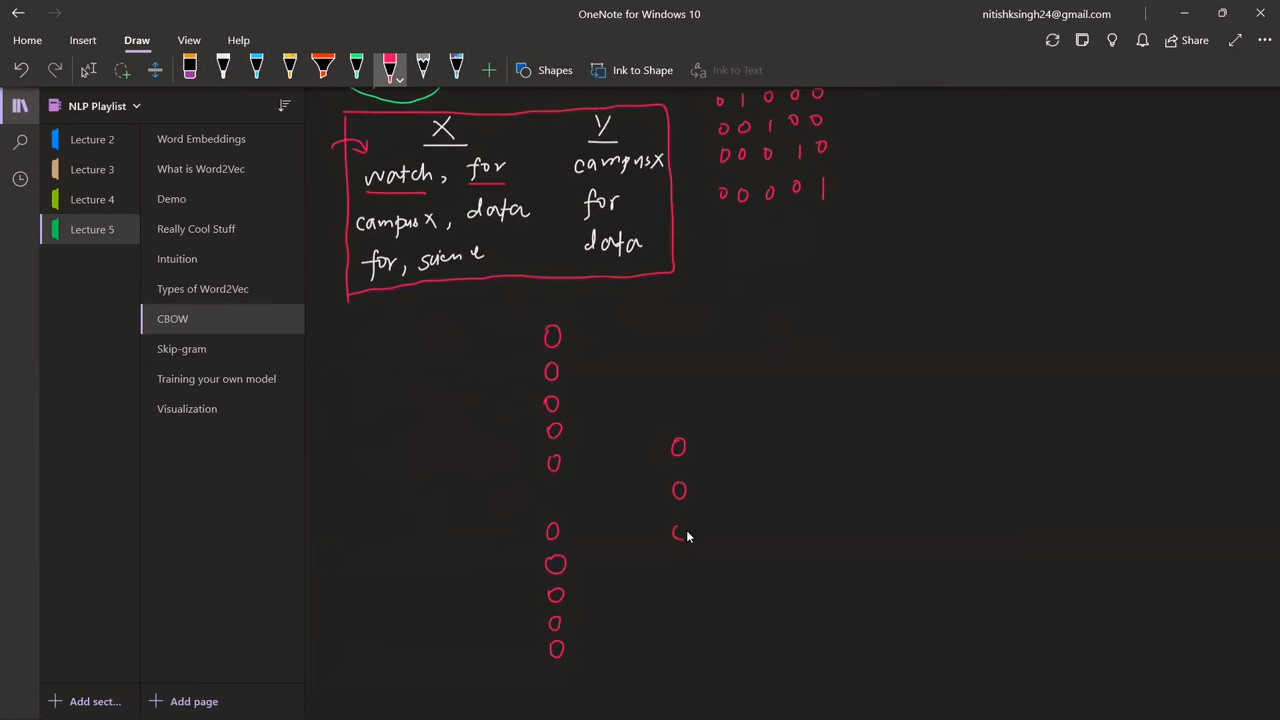 OneNote for Windows 10
nitishksingh24@gmail.com
Home Insert Draw View Help
Share
Shapes
Ink to Shape
Ink to Text
NLP Playlist
Lecture 2
Lecture 3
Lecture 4
Lecture 5
Word Embeddings
What is Word2Vec
Demo
Really Cool Stuff
Intuition
Types of Word2Vec
CBOW
Skip-gram
Training your own model
Visualization
Add sect...
Add page
X Y
watch, for campusX
campusX, data for
for, science data
0 1 0 0 0
0 0 1 0 0
0 0 0 1 0
0 0 0 0 1